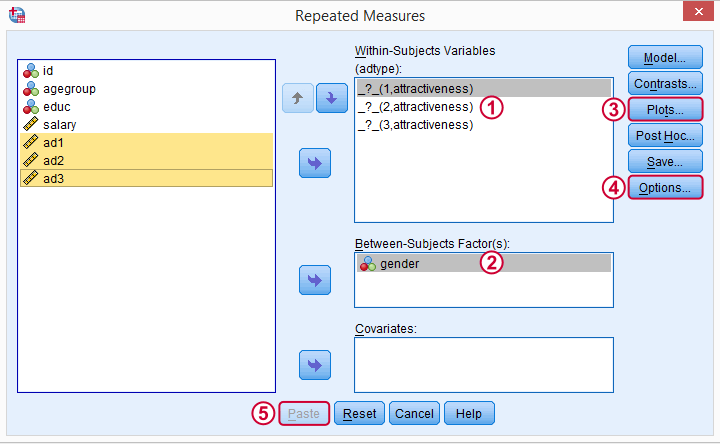 Repeated Measures
id
agegroup
educ
salary
ad1
ad2
ad3
Within-Subjects Variables
(adtype):
_?_(1,attractiveness)
_?_(2,attractiveness)
_?_(3,attractiveness)
1
Between-Subjects Factor(s):
gender
2
Covariates:
Model...
Contrasts...
3 Plots...
Post Hoc...
Save...
4 Options...
5 Paste Reset Cancel Help